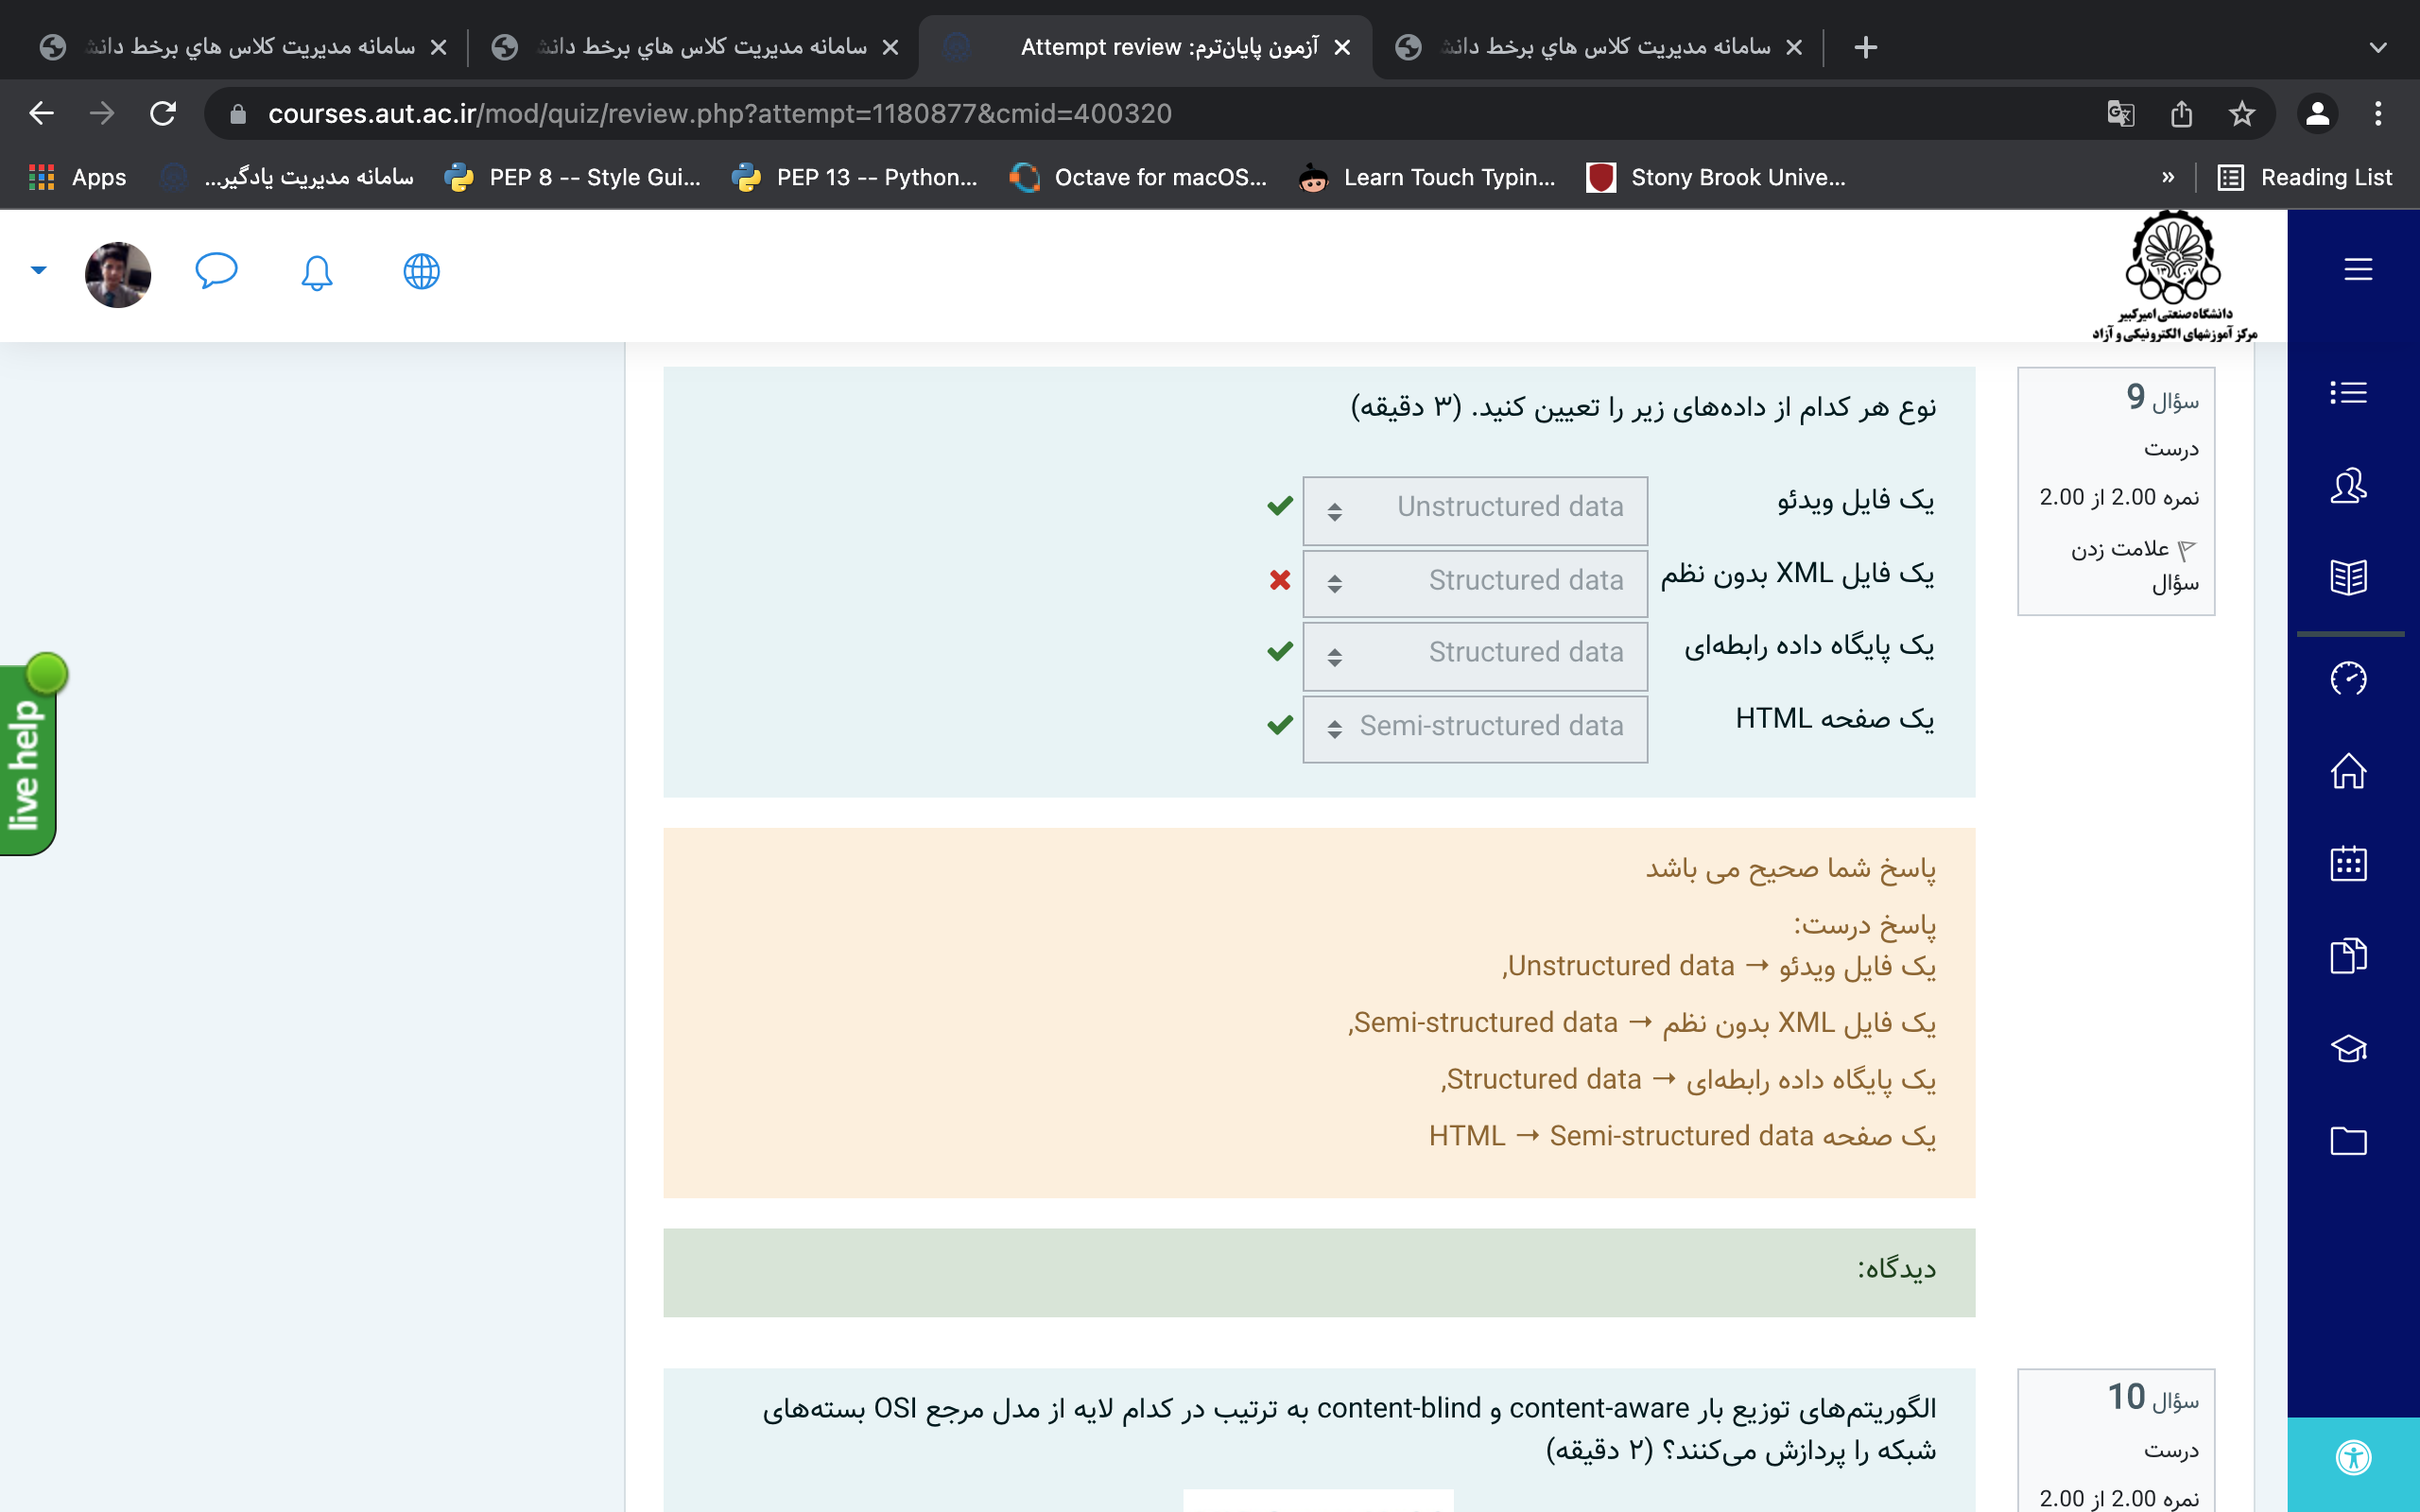 سامانه مدیریت کلاس هاي برخط دانش
سامانه مدیریت کلاس هاي برخط دانش
آزمون پایان‌ترم: Attempt review
سامانه مدیریت کلاس هاي برخط دانش
courses.aut.ac.ir/mod/quiz/review.php?attempt=1180877&cmid=400320
Apps
سامانه مدیریت یادگیر...
PEP 8 -- Style Gui...
PEP 13 -- Python...
Octave for macOS...
Learn Touch Typin...
Stony Brook Unive...
»
Reading List
دانشگاه صنعتی امیرکبیر
مرکز آموزشهای الکترونیکی و آزاد
سؤال 9
درست
نمره 2.00 از 2.00
علامت زدن
سؤال
نوع هر کدام از داده‌های زیر را تعیین کنید. (۳ دقیقه)
یک فایل ویدئو Unstructured data
یک فایل XML بدون نظم Structured data
یک پایگاه داده رابطه‌ای Structured data
یک صفحه HTML Semi-structured data
پاسخ شما صحیح می باشد
پاسخ درست:
یک فایل ویدئو → Unstructured data,
یک فایل XML بدون نظم → Semi-structured data,
یک پایگاه داده رابطه‌ای → Structured data,
یک صفحه HTML → Semi-structured data
دیدگاه:
live help
سؤال 10
درست
نمره 2.00 از 2.00
الگوریتم‌های توزیع بار content-aware و content-blind به ترتیب در کدام لایه از مدل مرجع OSI بسته‌های
شبکه را پردازش می‌کنند؟ (۲ دقیقه)